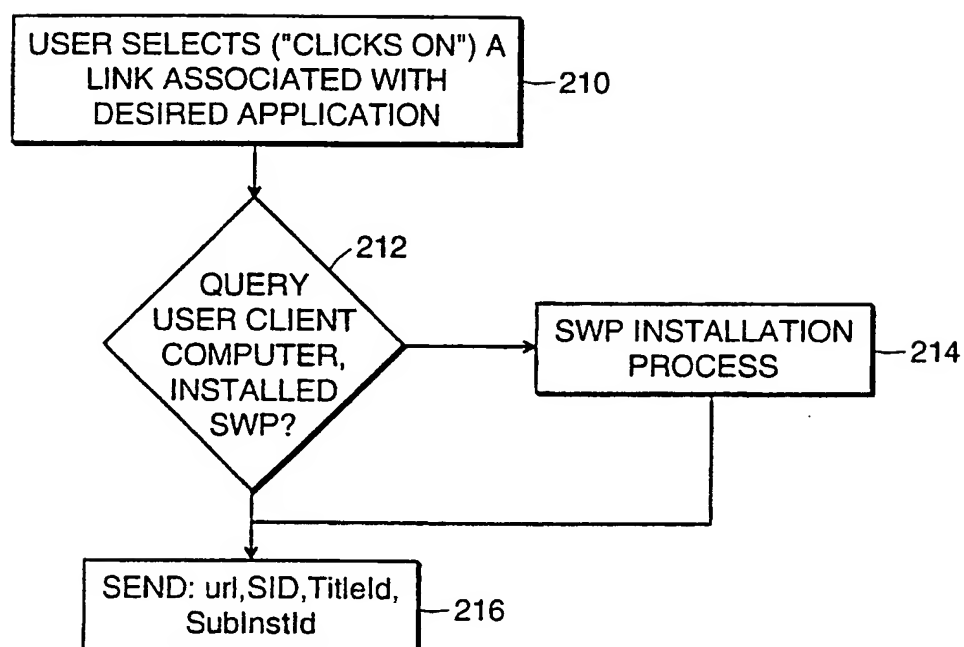 USER SELECTS ("CLICKS ON") A
LINK ASSOCIATED WITH
DESIRED APPLICATION
210
212
QUERY
USER CLIENT
COMPUTER,
INSTALLED
SWP?
SWP INSTALLATION
PROCESS
214
SEND: url,SID,TitleId,
SubInstId
216